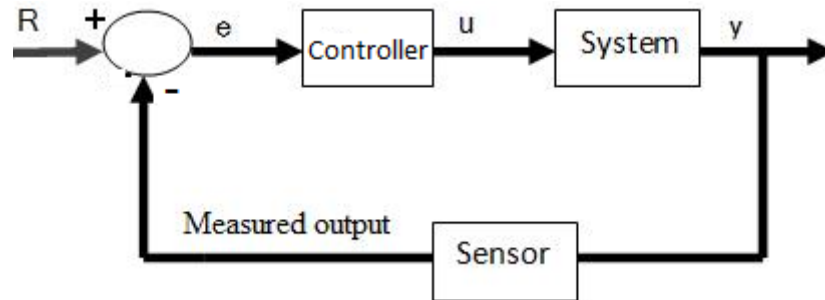 R
+
-
e
Controller
u
System
y
Measured output
Sensor